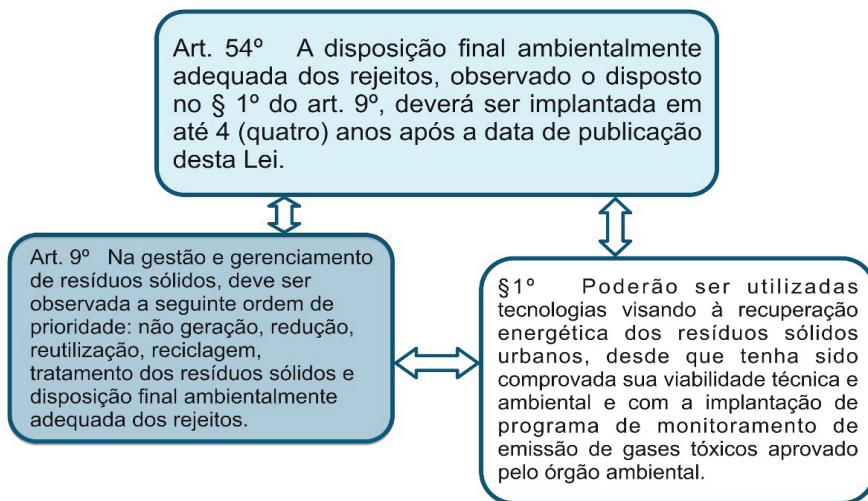 Art. 54º A disposição final ambientalmente
adequada dos rejeitos, observado o disposto
no § 1º do art. 9º, deverá ser implantada em
até 4 (quatro) anos após a data de publicação
desta Lei.
Art. 9º Na gestão e gerenciamento
de resíduos sólidos, deve ser
observada a seguinte ordem de
prioridade: não geração, redução,
reutilização, reciclagem,
tratamento dos resíduos sólidos e
disposição final ambientalmente
adequada dos rejeitos.
§1º Poderão ser utilizadas
tecnologias visando à recuperação
energética dos resíduos sólidos
urbanos, desde que tenha sido
comprovada sua viabilidade técnica e
ambiental e com a implantação de
programa de monitoramento de
emissão de gases tóxicos aprovado
pelo órgão ambiental.